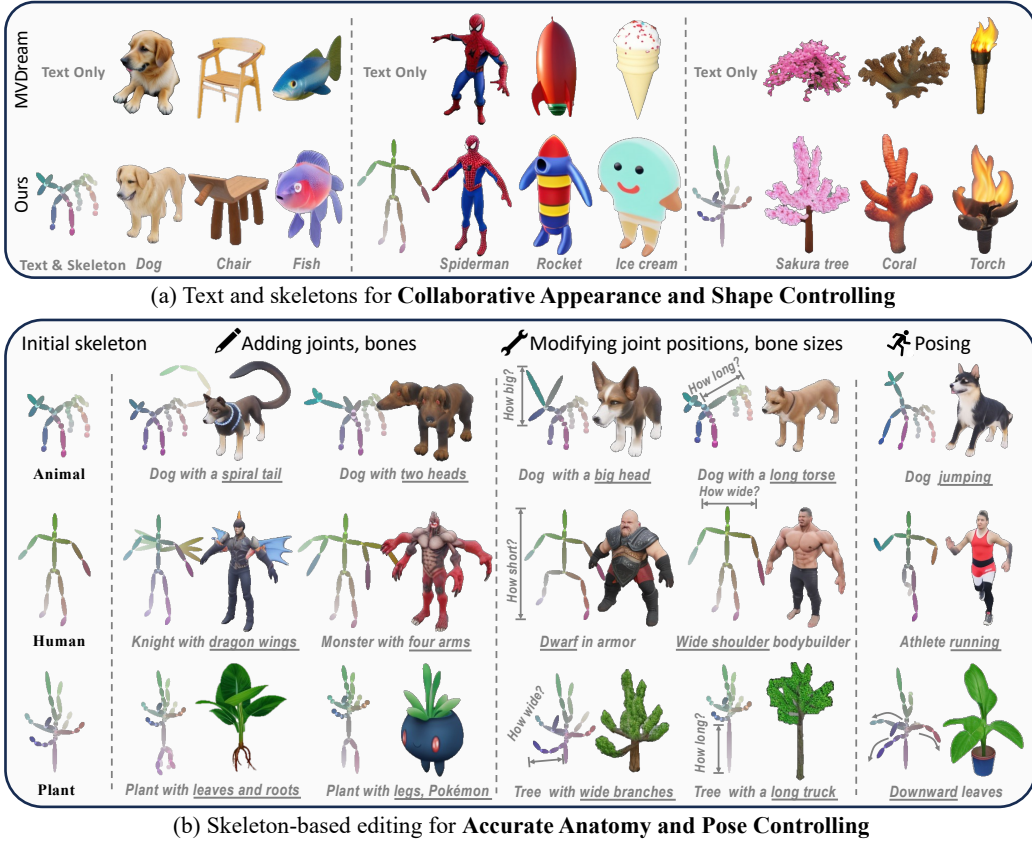 MVDream
Text Only
Text Only
Text Only
Ours
Text & Skeleton
Dog
Chair
Fish
Spiderman
Rocket
Ice cream
Sakura tree
Coral
Torch
(a) Text and skeletons for Collaborative Appearance and Shape Controlling
Initial skeleton
Adding joints, bones
Modifying joint positions, bone sizes
Posing
How big?
How long?
Animal
Dog with a spiral tail
Dog with two heads
Dog with a big head
Dog with a long torse
Dog jumping
How short?
How wide?
Human
Knight with dragon wings
Monster with four arms
Dwarf in armor
Wide shoulder bodybuilder
Athlete running
How wide?
How long?
Plant
Plant with leaves and roots
Plant with legs, Pokémon
Tree with wide branches
Tree with a long truck
Downward leaves
(b) Skeleton-based editing for Accurate Anatomy and Pose Controlling